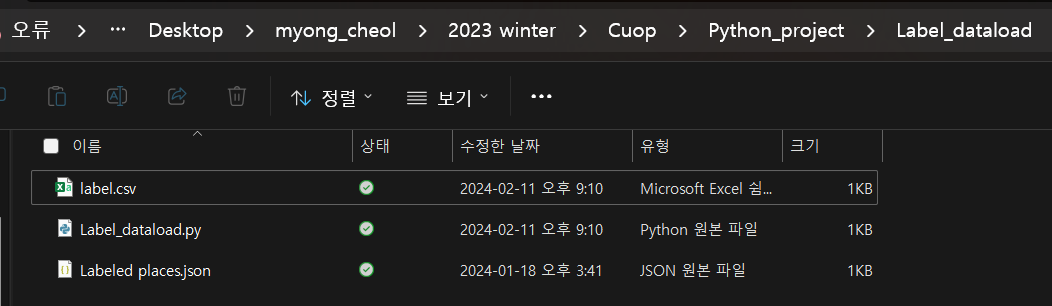 오류 > ··· Desktop > myong_cheol > 2023 winter > Cuop > Python_project > Label_dataload
정렬 보기 ···
이름 상태 수정한 날짜 유형 크기
label.csv 2024-02-11 오후 9:10 Microsoft Excel 쉼... 1KB
Label_dataload.py 2024-02-11 오후 9:10 Python 원본 파일 1KB
Labeled places.json 2024-01-18 오후 3:41 JSON 원본 파일 1KB